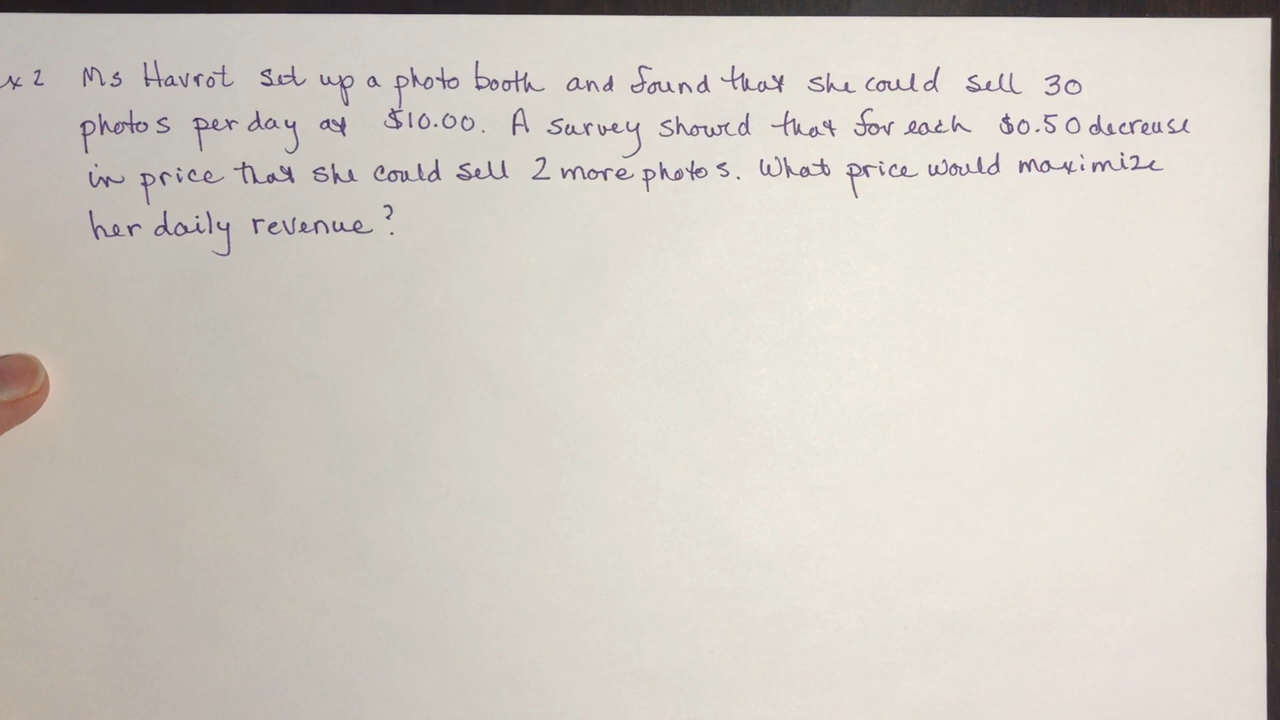 x 2 Ms Havrot set up a photo booth and found that she could sell 30
photos per day at $10.00. A survey showed that for each $0.50 decrease
in price that she could sell 2 more photos. What price would maximize
her daily revenue?